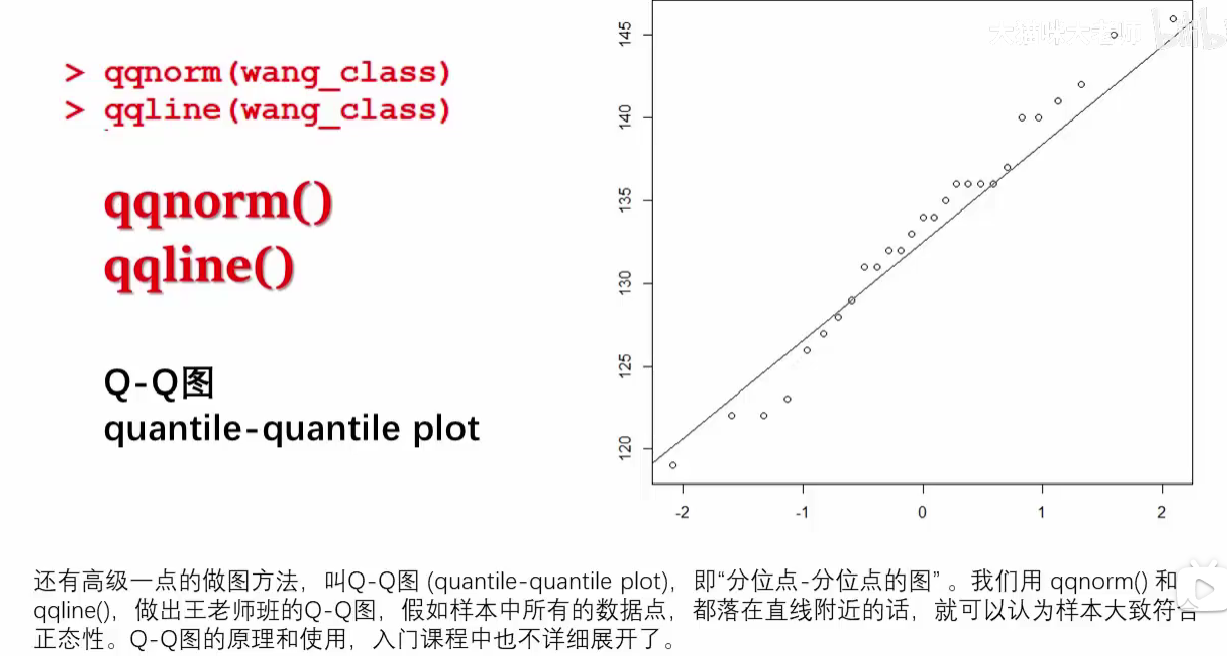 > qqnorm(wang_class)
> qqline(wang_class)
qqnorm()
qqline()
Q-Q图
quantile-quantile plot
145
140
135
130
125
120
-2
-1
0
1
2
还有高级一点的做图方法，叫Q-Q图 (quantile-quantile plot)，即“分位点-分位点的图” 。我们用 qqnorm() 和
qqline()，做出王老师班的Q-Q图，假如样本中所有的数据点，都落在直线附近的话，就可以认为样本大致符合
正态性。Q-Q图的原理和使用，入门课程中也不详细展开了。